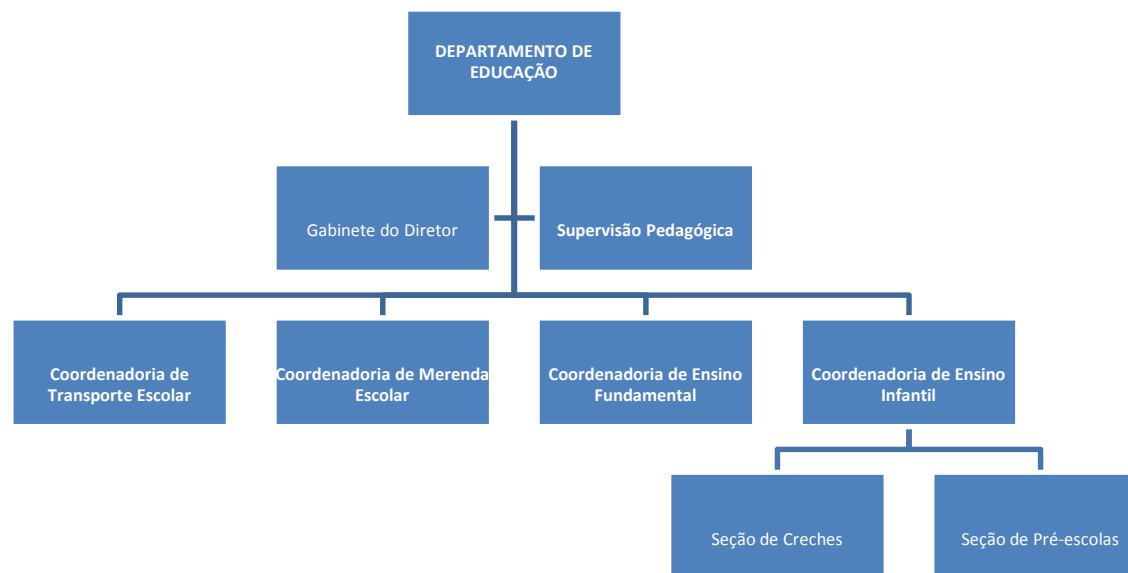 DEPARTAMENTO DE
EDUCAÇÃO
Gabinete do Diretor
Supervisão Pedagógica
Coordenadoria de
Transporte Escolar
Coordenadoria de Merenda
Escolar
Coordenadoria de Ensino
Fundamental
Coordenadoria de Ensino
Infantil
Seção de Creches
Seção de Pré-escolas